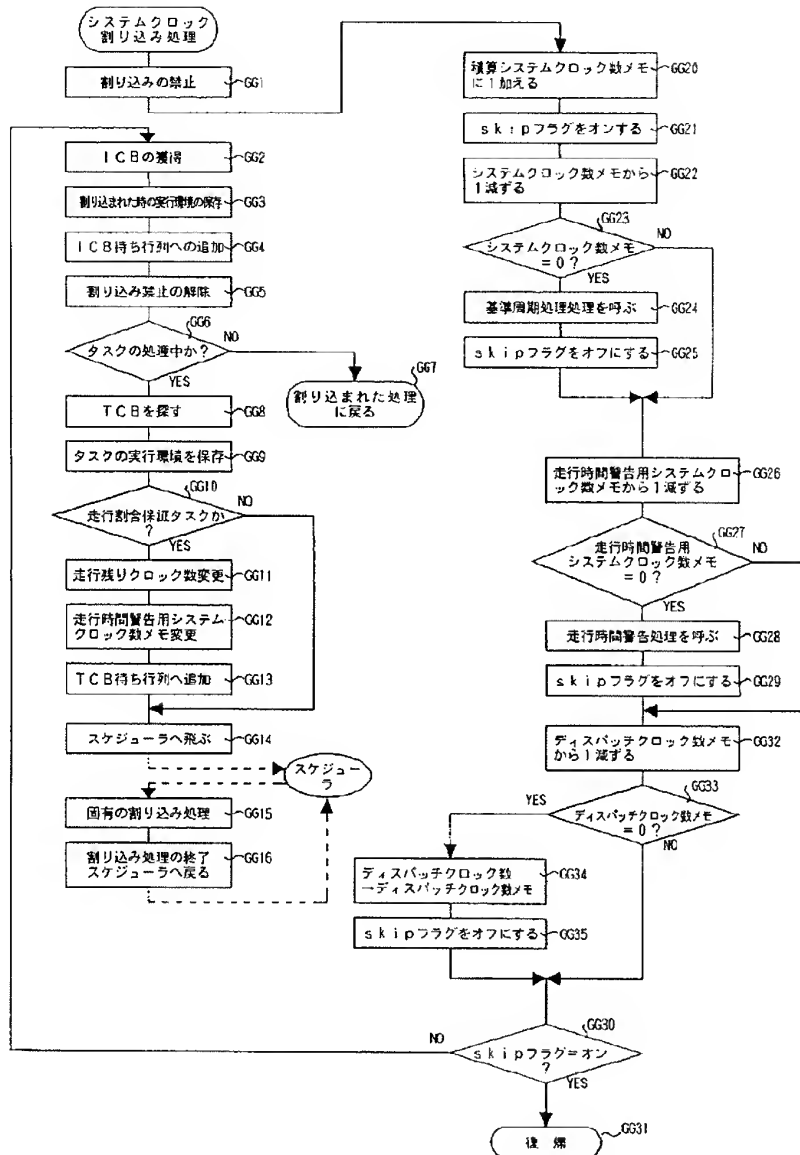 システムクロック
割り込み処理
割り込みの禁止
GG1
ICBの獲得
GG2
割り込まれた時の実行環境の保存
GG3
ICB待ち行列への追加
GG4
割り込み禁止の解除
GG5
GG6
タスクの処理中か?
NO
YES
GG7
割り込まれた処理
に戻る
TCBを探す
GG8
タスクの実行環境を保存
GG9
GG10
走行割合保証タスクか?
NO
YES
走行残りクロック数変更
GG11
走行時間警告用システム
クロック数メモ変更
GG12
TCB待ち行列へ追加
GG13
スケジューラへ飛ぶ
GG14
スケジュー
ラ
固有の割り込み処理
GG15
割り込み処理の終了
スケジューラへ戻る
GG16
積算システムクロック数メモ
に1加える
GG20
skipフラグをオンする
GG21
システムクロック数メモから
1減ずる
GG22
GG23
システムクロック数メモ
=0?
NO
YES
基準周期処理処理を呼ぶ
GG24
skipフラグをオフにする
GG25
走行時間警告用システムクロ
ック数メモから1減ずる
GG26
GG27
走行時間警告用
システムクロック数メモ
=0?
NO
YES
走行時間警告処理を呼ぶ
GG28
skipフラグをオフにする
GG29
ディスパッチクロック数メモ
から1減ずる
GG32
GG33
ディスパッチクロック数メモ
=0?
YES
NO
ディスパッチクロック数
→ディスパッチクロック数メモ
GG34
skipフラグをオフにする
GG35
GG30
skipフラグ=オン
?
NO
YES
復帰
GG31